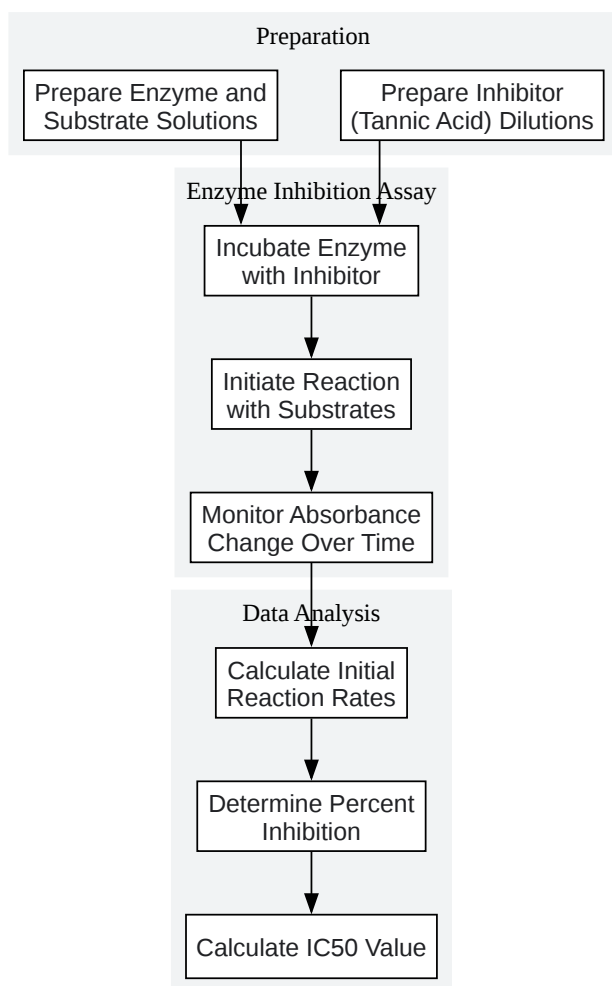 Preparation
Prepare Enzyme and
Substrate Solutions
Prepare Inhibitor
(Tannic Acid) Dilutions
Enzyme Inhibition Assay
Incubate Enzyme
with Inhibitor
Initiate Reaction
with Substrates
Monitor Absorbance
Change Over Time
Data Analysis
Calculate Initial
Reaction Rates
Determine Percent
Inhibition
Calculate IC50 Value